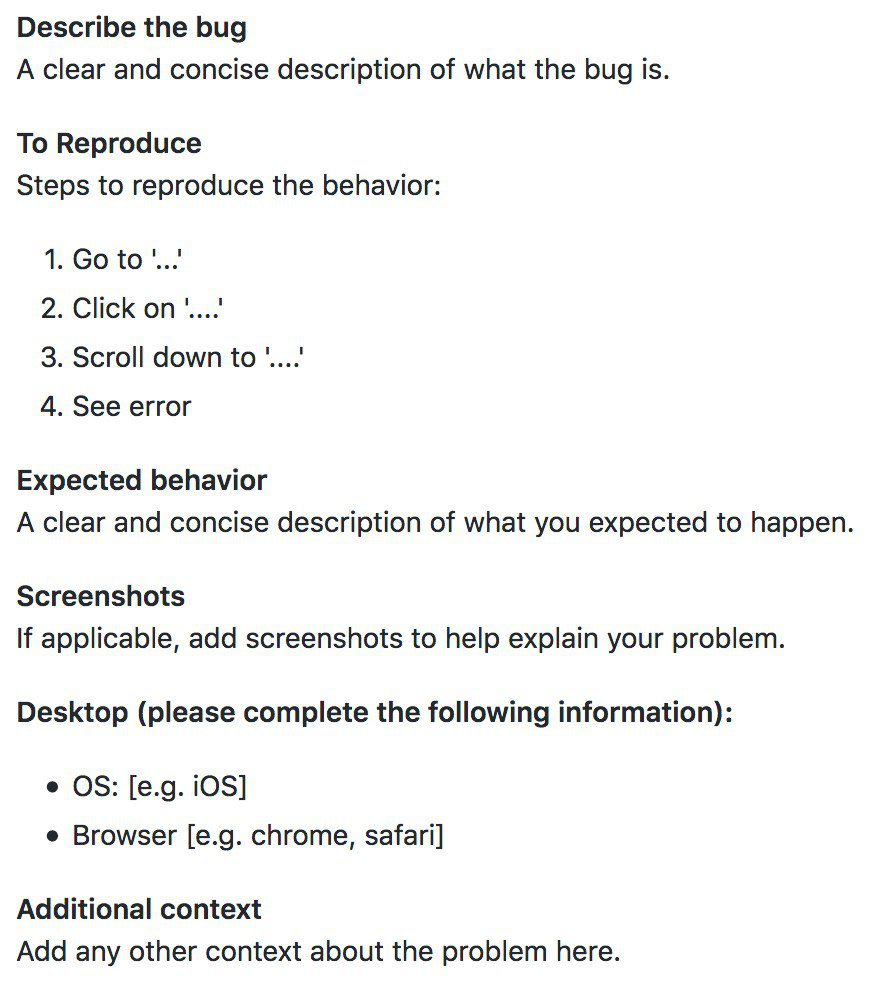 Describe the bug
A clear and concise description of what the bug is.
To Reproduce
Steps to reproduce the behavior:
1. Go to '...'
2. Click on '....'
3. Scroll down to '....'
4. See error
Expected behavior
A clear and concise description of what you expected to happen.
Screenshots
If applicable, add screenshots to help explain your problem.
Desktop (please complete the following information):
• OS: [e.g. iOS]
• Browser [e.g. chrome, safari]
Additional context
Add any other context about the problem here.